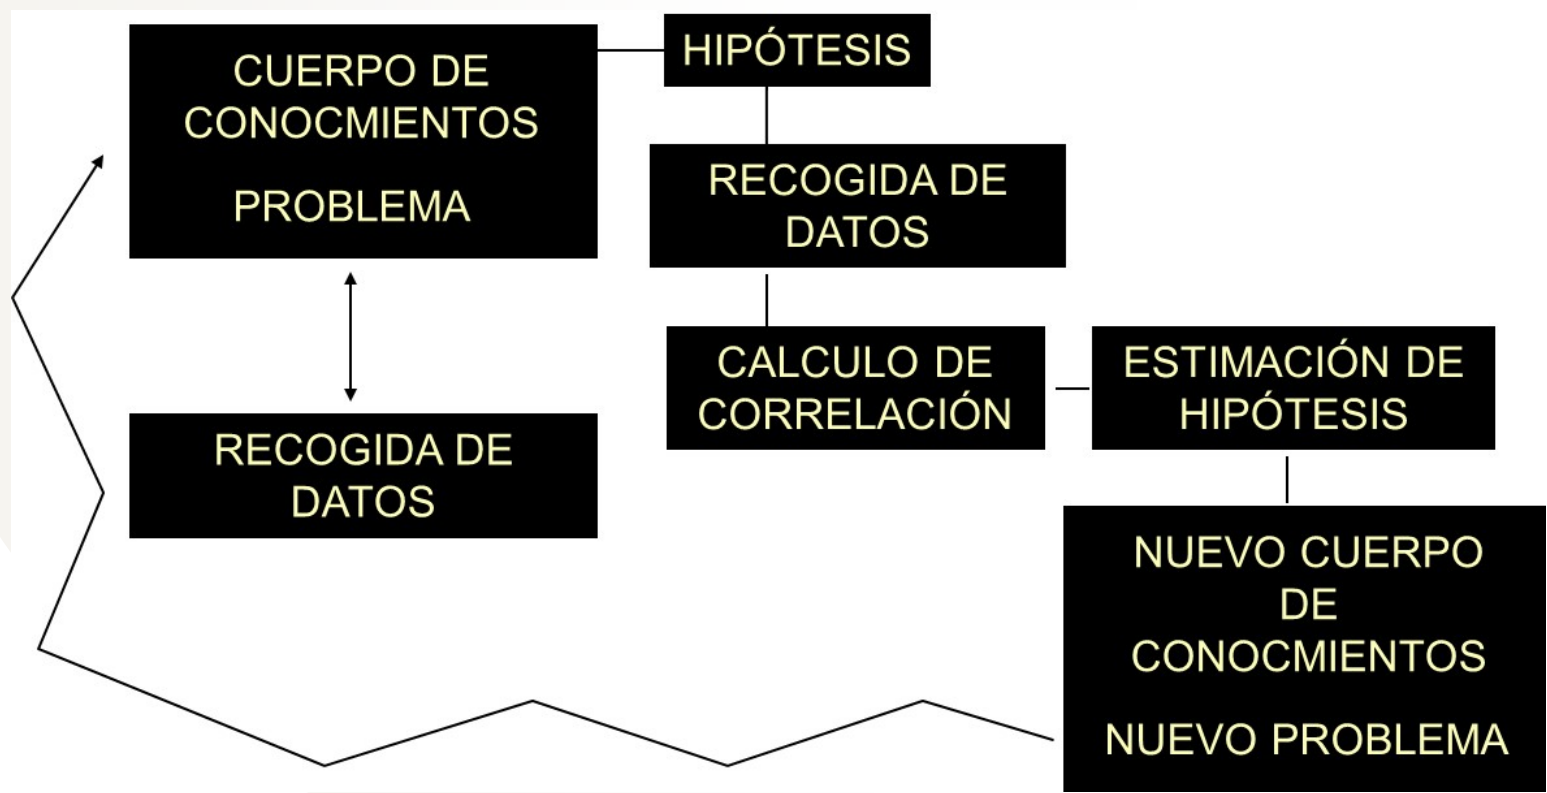 CUERPO DE
CONOCMIENTOS
PROBLEMA
HIPÓTESIS
RECOGIDA DE
DATOS
RECOGIDA DE
DATOS
CALCULO DE
CORRELACIÓN
ESTIMACIÓN DE
HIPÓTESIS
NUEVO CUERPO
DE
CONOCMIENTOS
NUEVO PROBLEMA